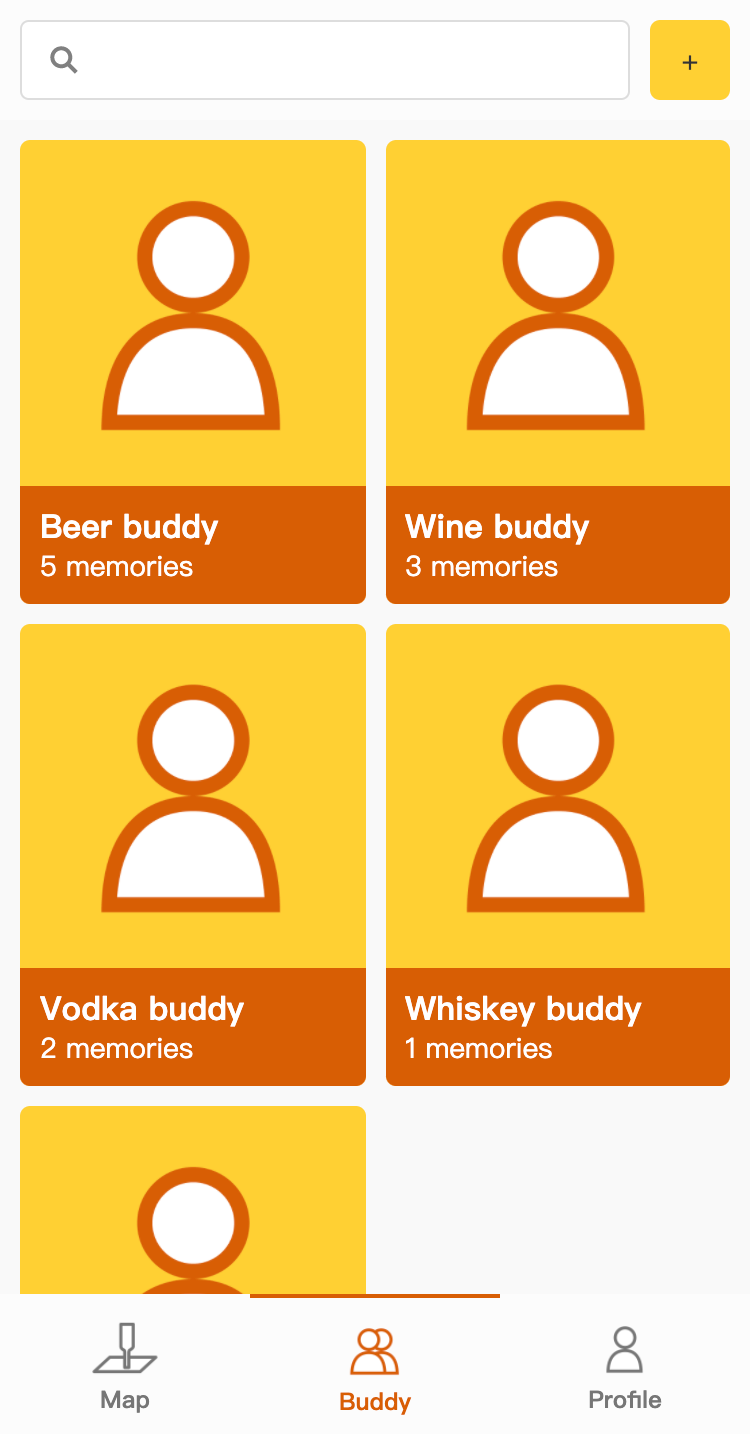 +
Beer buddy
5 memories
Wine buddy
3 memories
Vodka buddy
2 memories
Whiskey buddy
1 memories
Map
Buddy
Profile